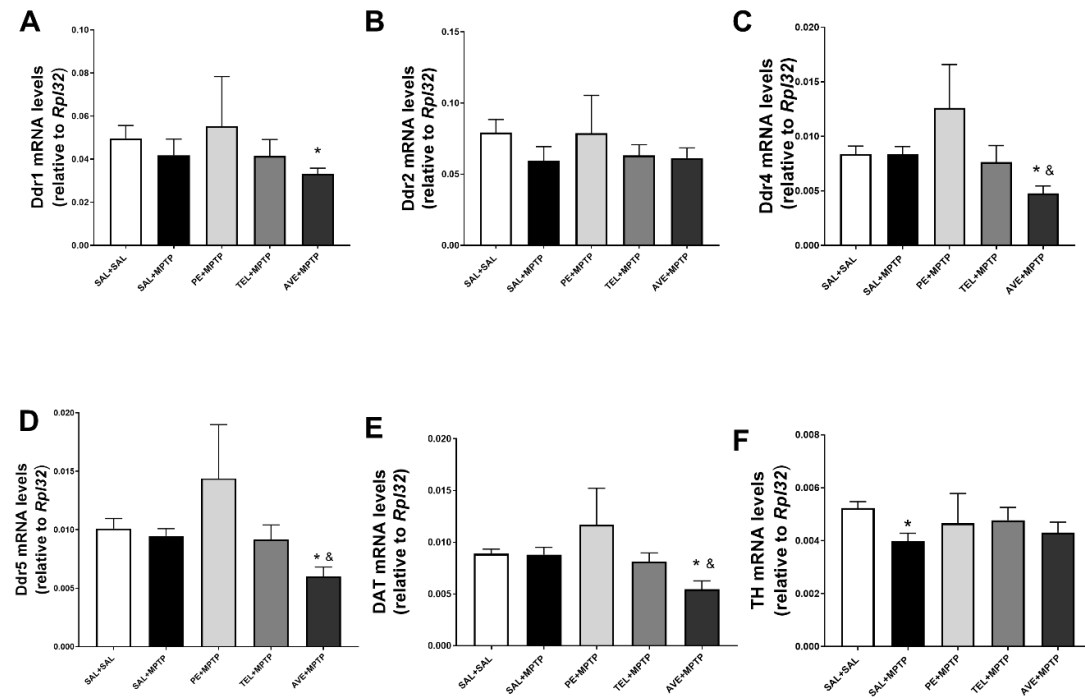 A
Ddr1 mRNA levels
(relative to Rpl32)
0.10
0.08
0.06
0.04
0.02
0.00
*
SAL+SAL
SAL+MPTP
PE+MPTP
TEL+MPTP
AVE+MPTP
B
Ddr2 mRNA levels
(relative to Rpl32)
0.15
0.10
0.05
0.00
SAL+SAL
SAL+MPTP
PE+MPTP
TEL+MPTP
AVE+MPTP
C
Ddr4 mRNA levels
(relative to Rpl32)
0.020
0.015
0.010
0.005
0.000
* &
SAL+SAL
SAL+MPTP
PE+MPTP
TEL+MPTP
AVE+MPTP
D
Ddr5 mRNA levels
(relative to Rpl32)
0.020
0.015
0.010
0.005
0.000
* &
SAL+SAL
SAL+MPTP
PE+MPTP
TEL+MPTP
AVE+MPTP
E
DAT mRNA levels
(relative to Rpl32)
0.020
0.015
0.010
0.005
0.000
* &
SAL+SAL
SAL+MPTP
PE+MPTP
TEL+MPTP
AVE+MPTP
F
TH mRNA levels
(relative to Rpl32)
0.008
0.006
0.004
0.002
0.000
*
SAL+SAL
SAL+MPTP
PE+MPTP
TEL+MPTP
AVE+MPTP